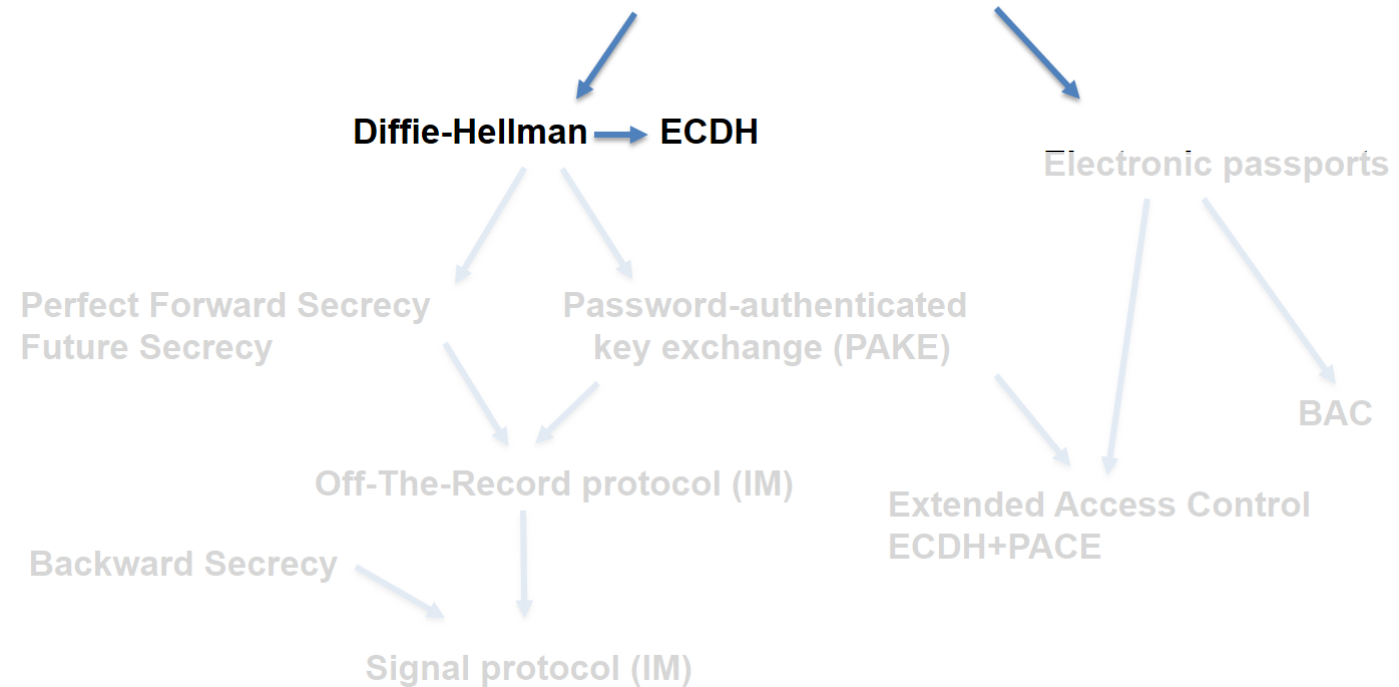 Diffie-Hellman ECDH
Electronic passports
Perfect Forward Secrecy
Future Secrecy
Password-authenticated
key exchange (PAKE)
BAC
Off-The-Record protocol (IM)
Extended Access Control
ECDH+PACE
Backward Secrecy
Signal protocol (IM)